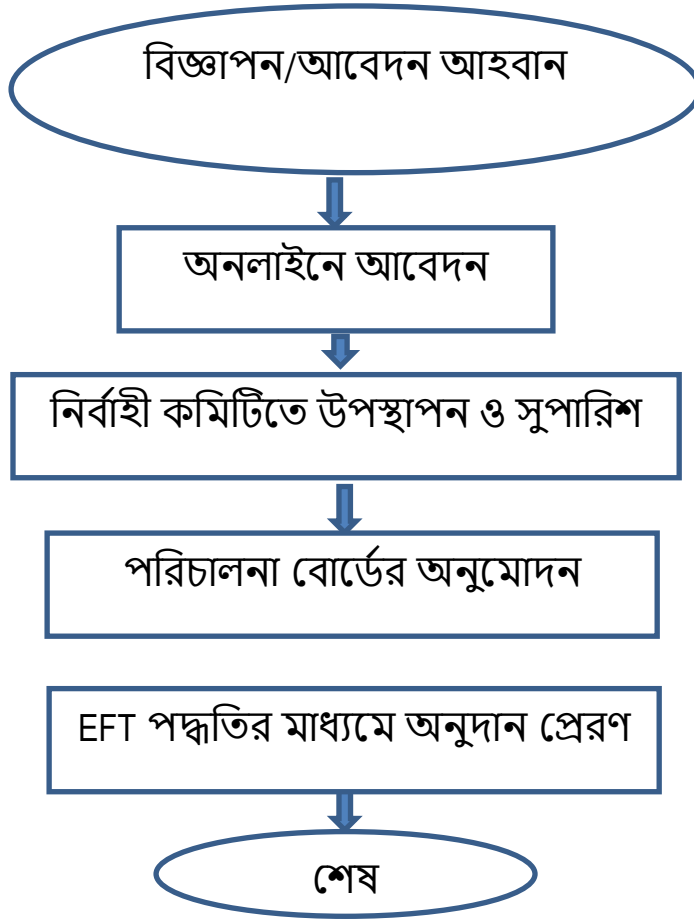 বিজ্ঞাপন/আবেদন আহবান
অনলাইনে আবেদন
নির্বাহী কমিটিতে উপস্থাপন ও সুপারিশ
পরিচালনা বোর্ডের অনুমোদন
EFT পদ্ধতির মাধ্যমে অনুদান প্রেরণ
শেষ